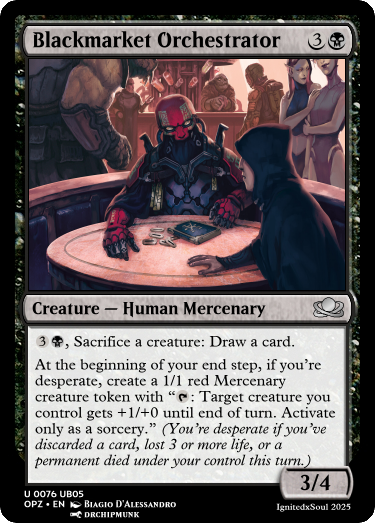 Blackmarket Orchestrator 3
Creature — Human Mercenary
3 , Sacrifice a creature: Draw a card.
At the beginning of your end step, if you’re
desperate, create a 1/1 red Mercenary
creature token with “ : Target creature you
control gets +1/+0 until end of turn. Activate
only as a sorcery.” (You’re desperate if you’ve
discarded a card, lost 3 or more life, or a
permanent died under your control this turn.)
3/4
U 0076 UB05
OPZ • EN Biagio D'Alessandro
drchipmunk
IgnitedxSoul 2025